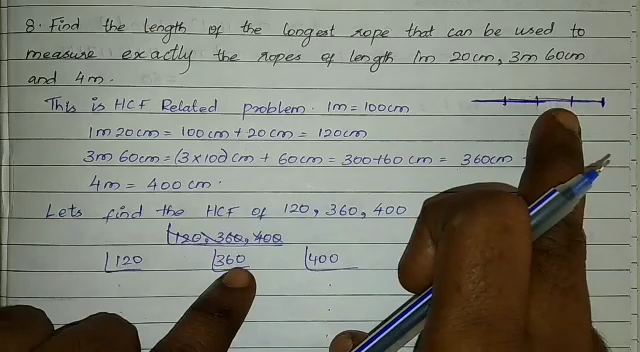 8. Find the length of the longest rope that can be used to
measure exactly the ropes of length 1m 20cm, 3m 60cm
and 4m.
This is HCF Related problem. 1m = 100cm
1m 20cm = 100cm + 20cm = 120cm
3m 60cm = (3x100)cm + 60cm = 300+60 cm = 360cm
4m = 400 cm.
Lets find the HCF of 120, 360, 400
120, 360, 400
120 360 400